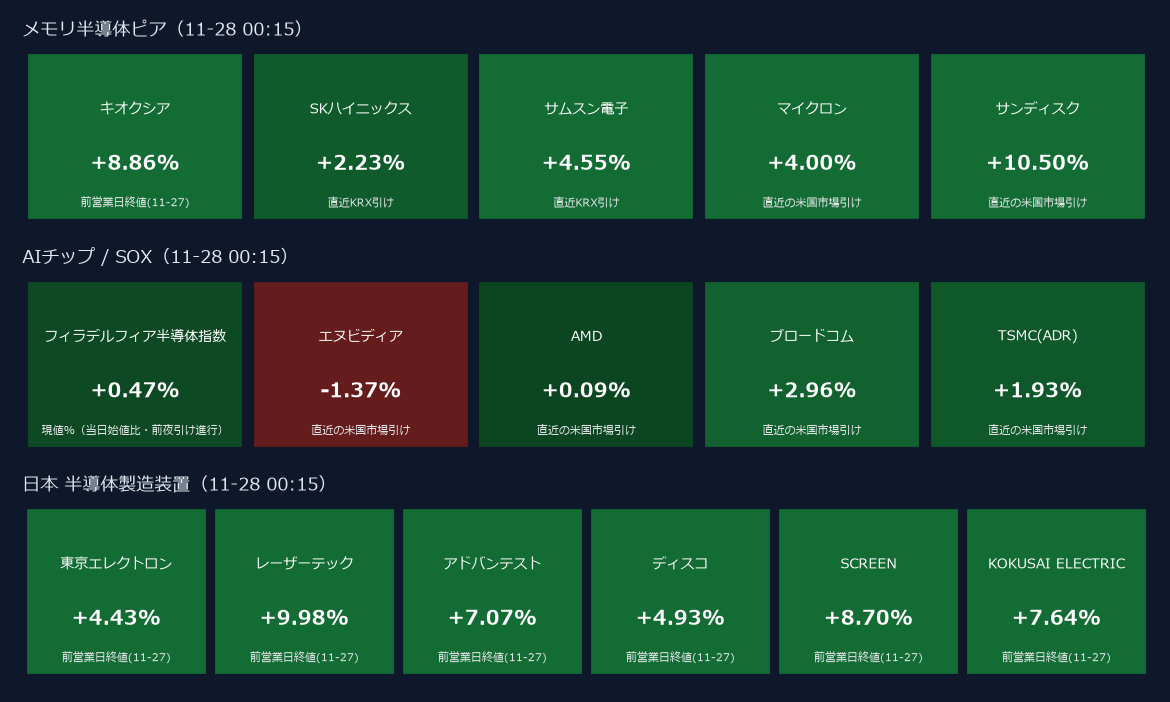 メモリ半導体ピア（11-28 00:15）
キオクシア
+8.86%
前営業日終値(11-27)
SKハイニックス
+2.23%
直近KRX引け
サムスン電子
+4.55%
直近KRX引け
マイクロン
+4.00%
直近の米国市場引け
サンディスク
+10.50%
直近の米国市場引け
AIチップ / SOX（11-28 00:15）
フィラデルフィア半導体指数
+0.47%
現値%（当日始値比・前夜引け進行）
エヌビディア
-1.37%
直近の米国市場引け
AMD
+0.09%
直近の米国市場引け
ブロードコム
+2.96%
直近の米国市場引け
TSMC(ADR)
+1.93%
直近の米国市場引け
日本 半導体製造装置（11-28 00:15）
東京エレクトロン
+4.43%
前営業日終値(11-27)
レーザーテック
+9.98%
前営業日終値(11-27)
アドバンテスト
+7.07%
前営業日終値(11-27)
ディスコ
+4.93%
前営業日終値(11-27)
SCREEN
+8.70%
前営業日終値(11-27)
KOKUSAI ELECTRIC
+7.64%
前営業日終値(11-27)